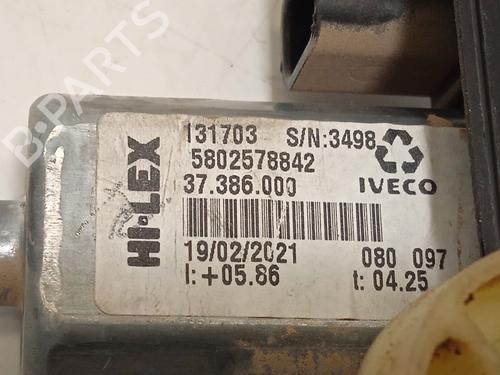 B-PARTS
HI-LEX
131703 S/N:3498
5802578842
37.386.000
IVECO
19/02/2021 080 097
I:+05.86 t: 04.25